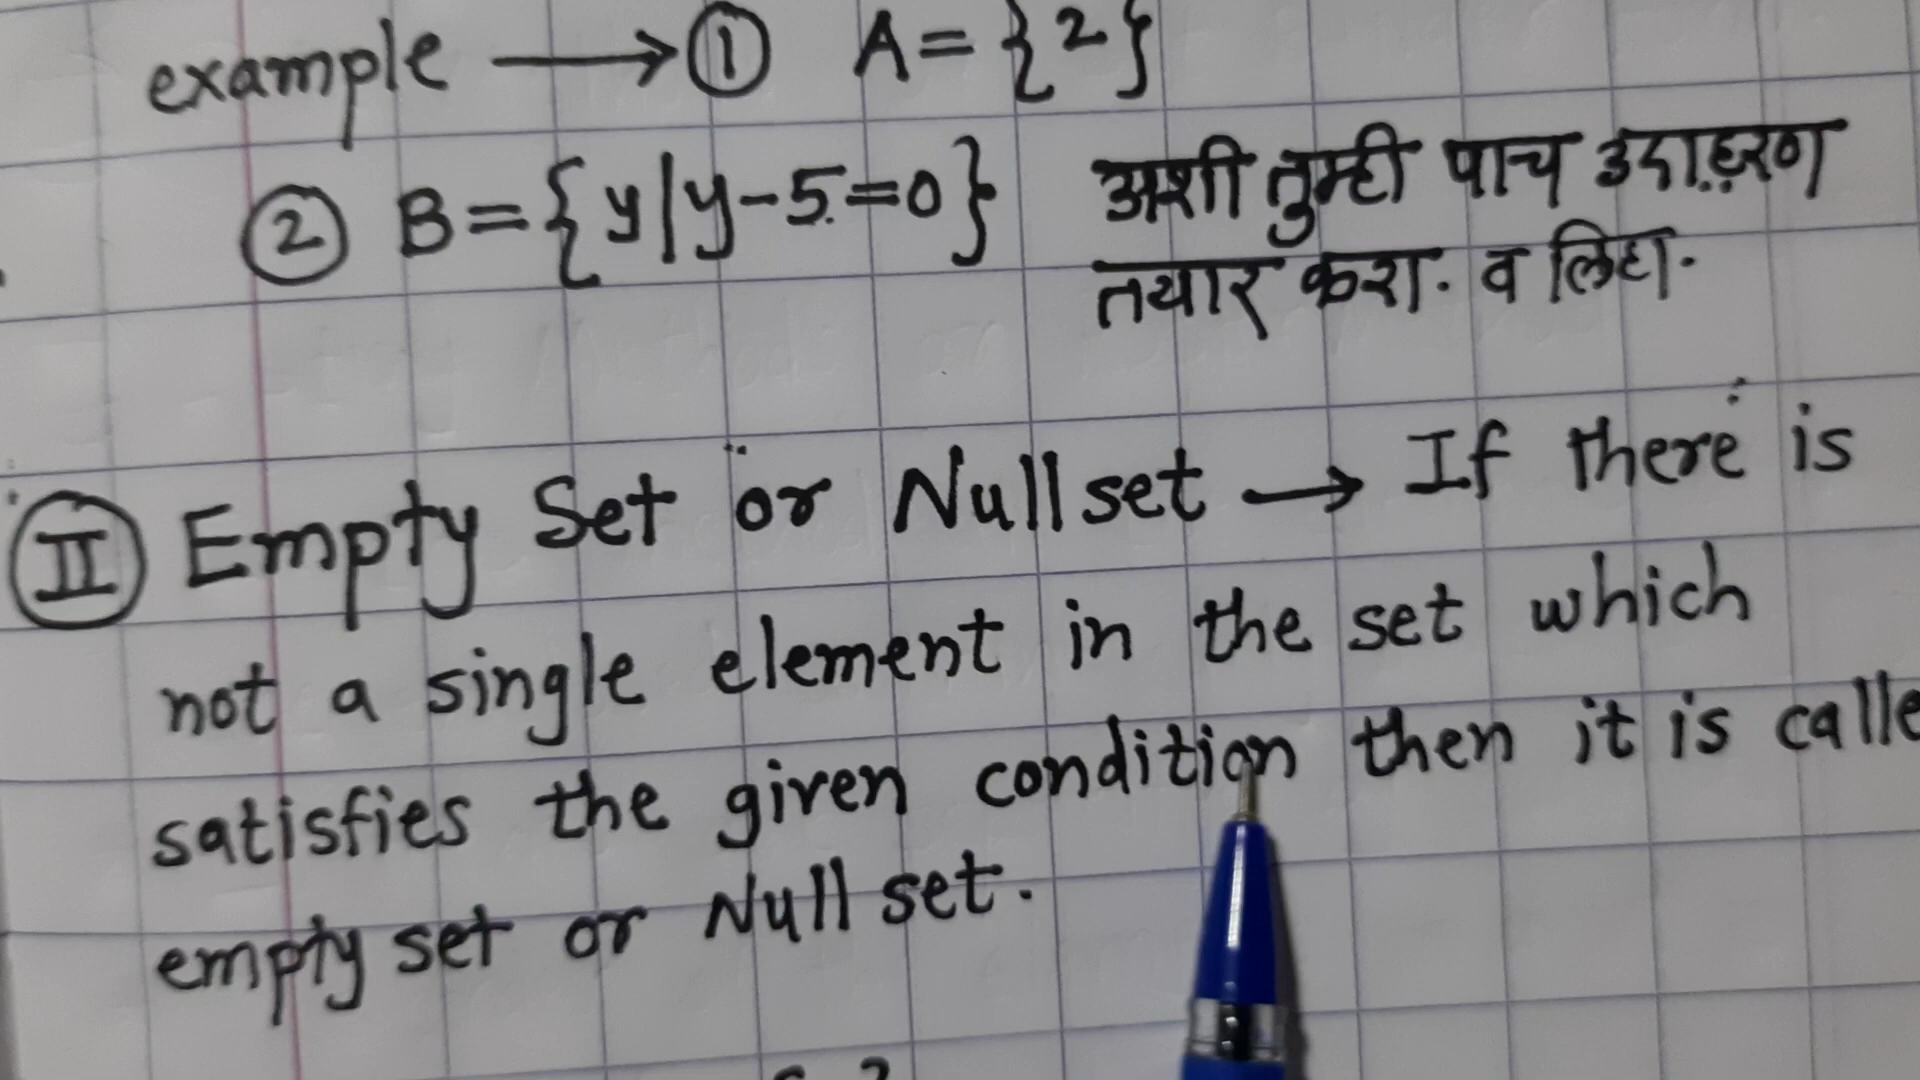 example → ① A = {2}
② B = {y|y-5=0} अशी तुम्ही पाच उदाहरण
तयार करा. व लिहा.
Ⅱ Empty Set or Null set → If there is
not a single element in the set which
satisfies the given condition then it is calle
empty set or Null set.